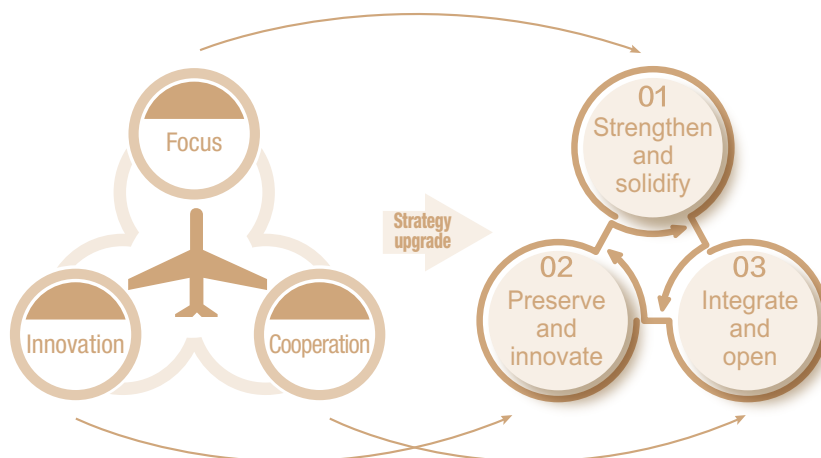 Focus
Innovation
Cooperation
Strategy
upgrade
01
Strengthen
and
solidify
02
Preserve
and
innovate
03
Integrate
and
open